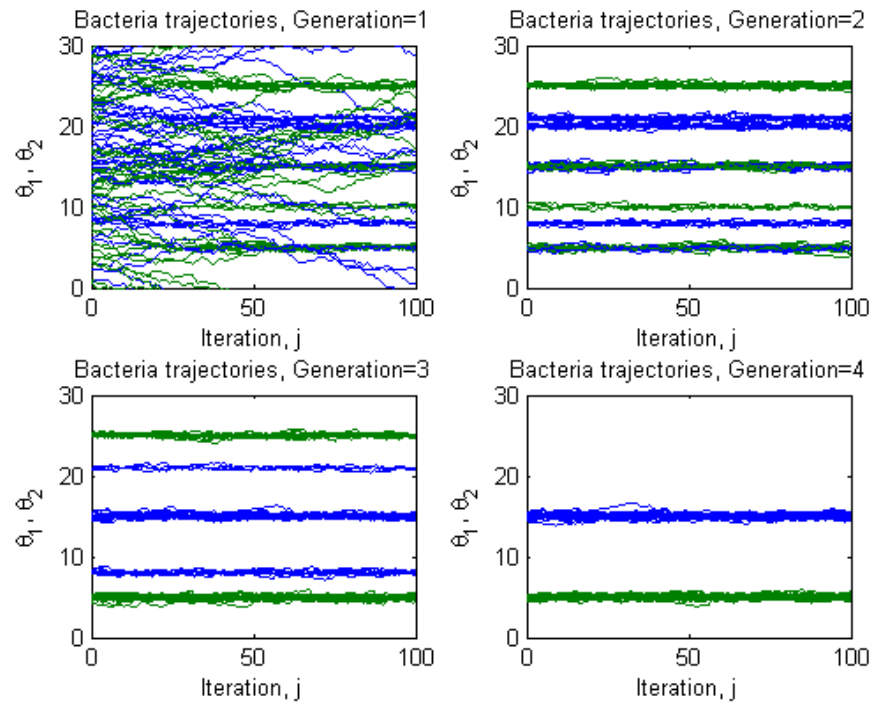 Bacteria trajectories, Generation=1
30
20
10
0
θ₁, θ₂
0 50 100
Iteration, j
Bacteria trajectories, Generation=2
30
20
10
0
θ₁, θ₂
0 50 100
Iteration, j
Bacteria trajectories, Generation=3
30
20
10
0
θ₁, θ₂
0 50 100
Iteration, j
Bacteria trajectories, Generation=4
30
20
10
0
θ₁, θ₂
0 50 100
Iteration, j